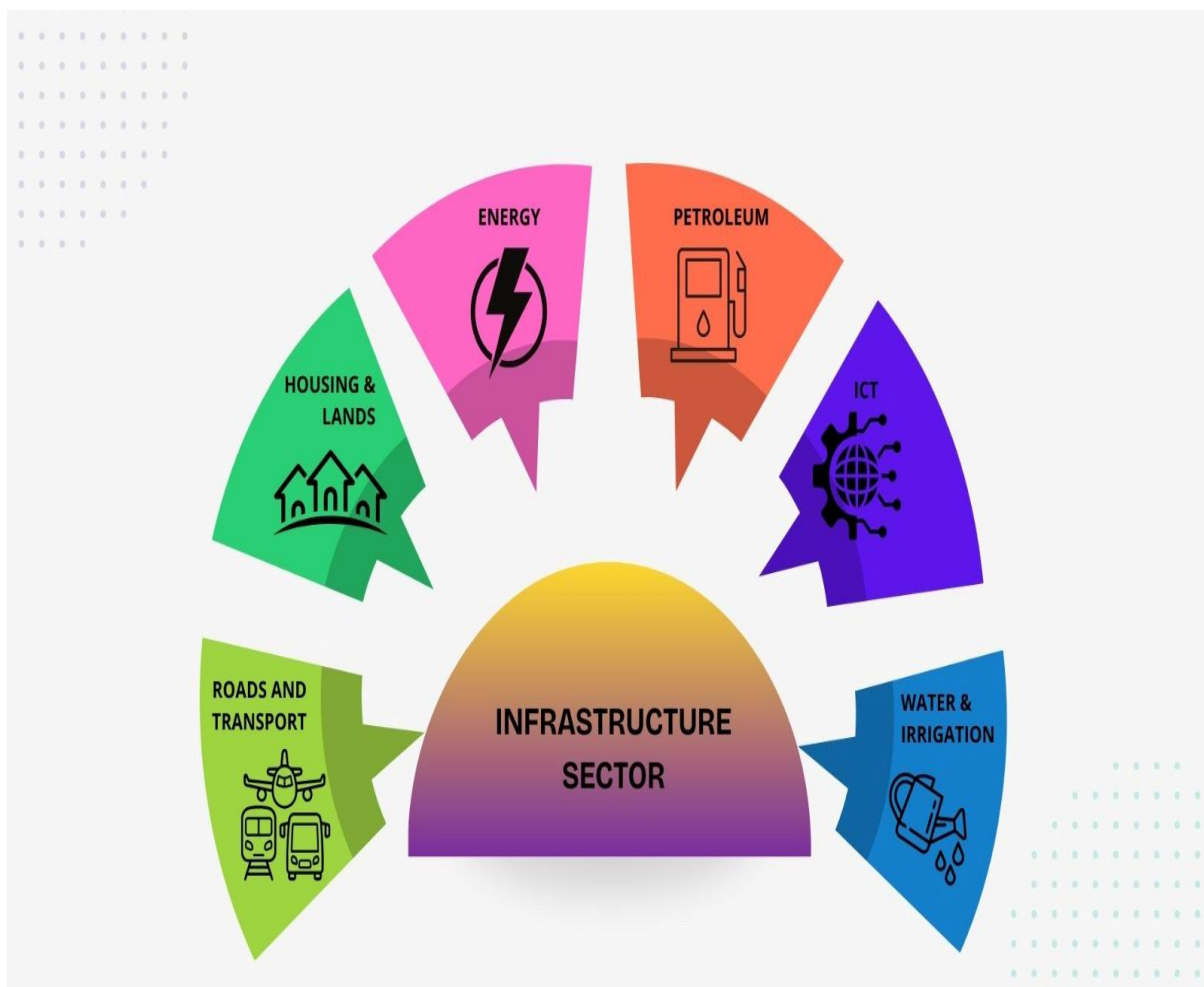 ENERGY
PETROLEUM
HOUSING &
LANDS
ICT
ROADS AND
TRANSPORT
WATER &
IRRIGATION
INFRASTRUCTURE
SECTOR